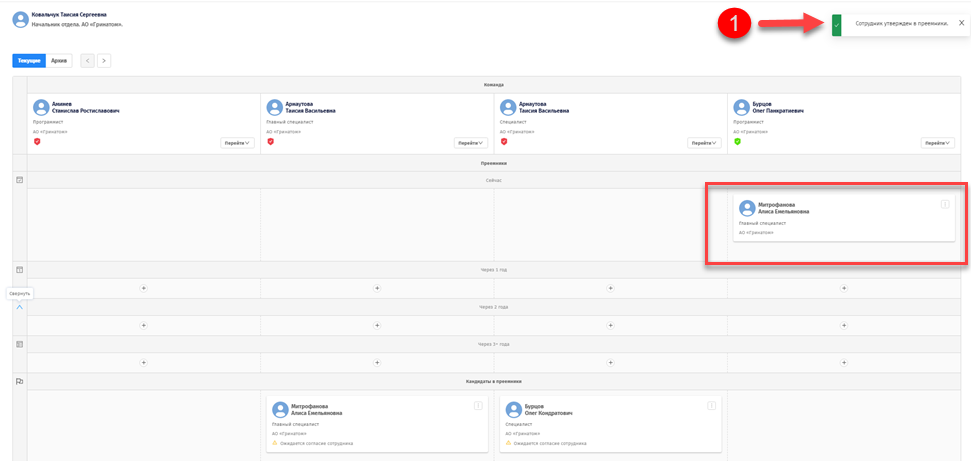 Ковальчук Таисия Сергеевна
Начальник отдела. АО «Гринатом».
1
Сотрудник утвержден в преемники.
Текущие Архив
Команда
Аминев
Станислав Ростиславович
Программист
АО «Гринатом»
Перейти
Арнаутова
Таисия Васильевна
Главный специалист
АО «Гринатом»
Перейти
Арнаутова
Таисия Васильевна
Специалист
АО «Гринатом»
Перейти
Бурцов
Олег Панкратиевич
Программист
АО «Гринатом»
Перейти
Преемники
Сейчас
Митрофанова
Алиса Емельяновна
Главный специалист
АО «Гринатом»
Через 1 год
Свернуть
Через 2 года
Через 3+ года
Кандидаты в преемники
Митрофанова
Алиса Емельяновна
Главный специалист
АО «Гринатом»
Ожидается согласие сотрудника
Бурцов
Олег Кондратович
Специалист
АО «Гринатом»
Ожидается согласие сотрудника